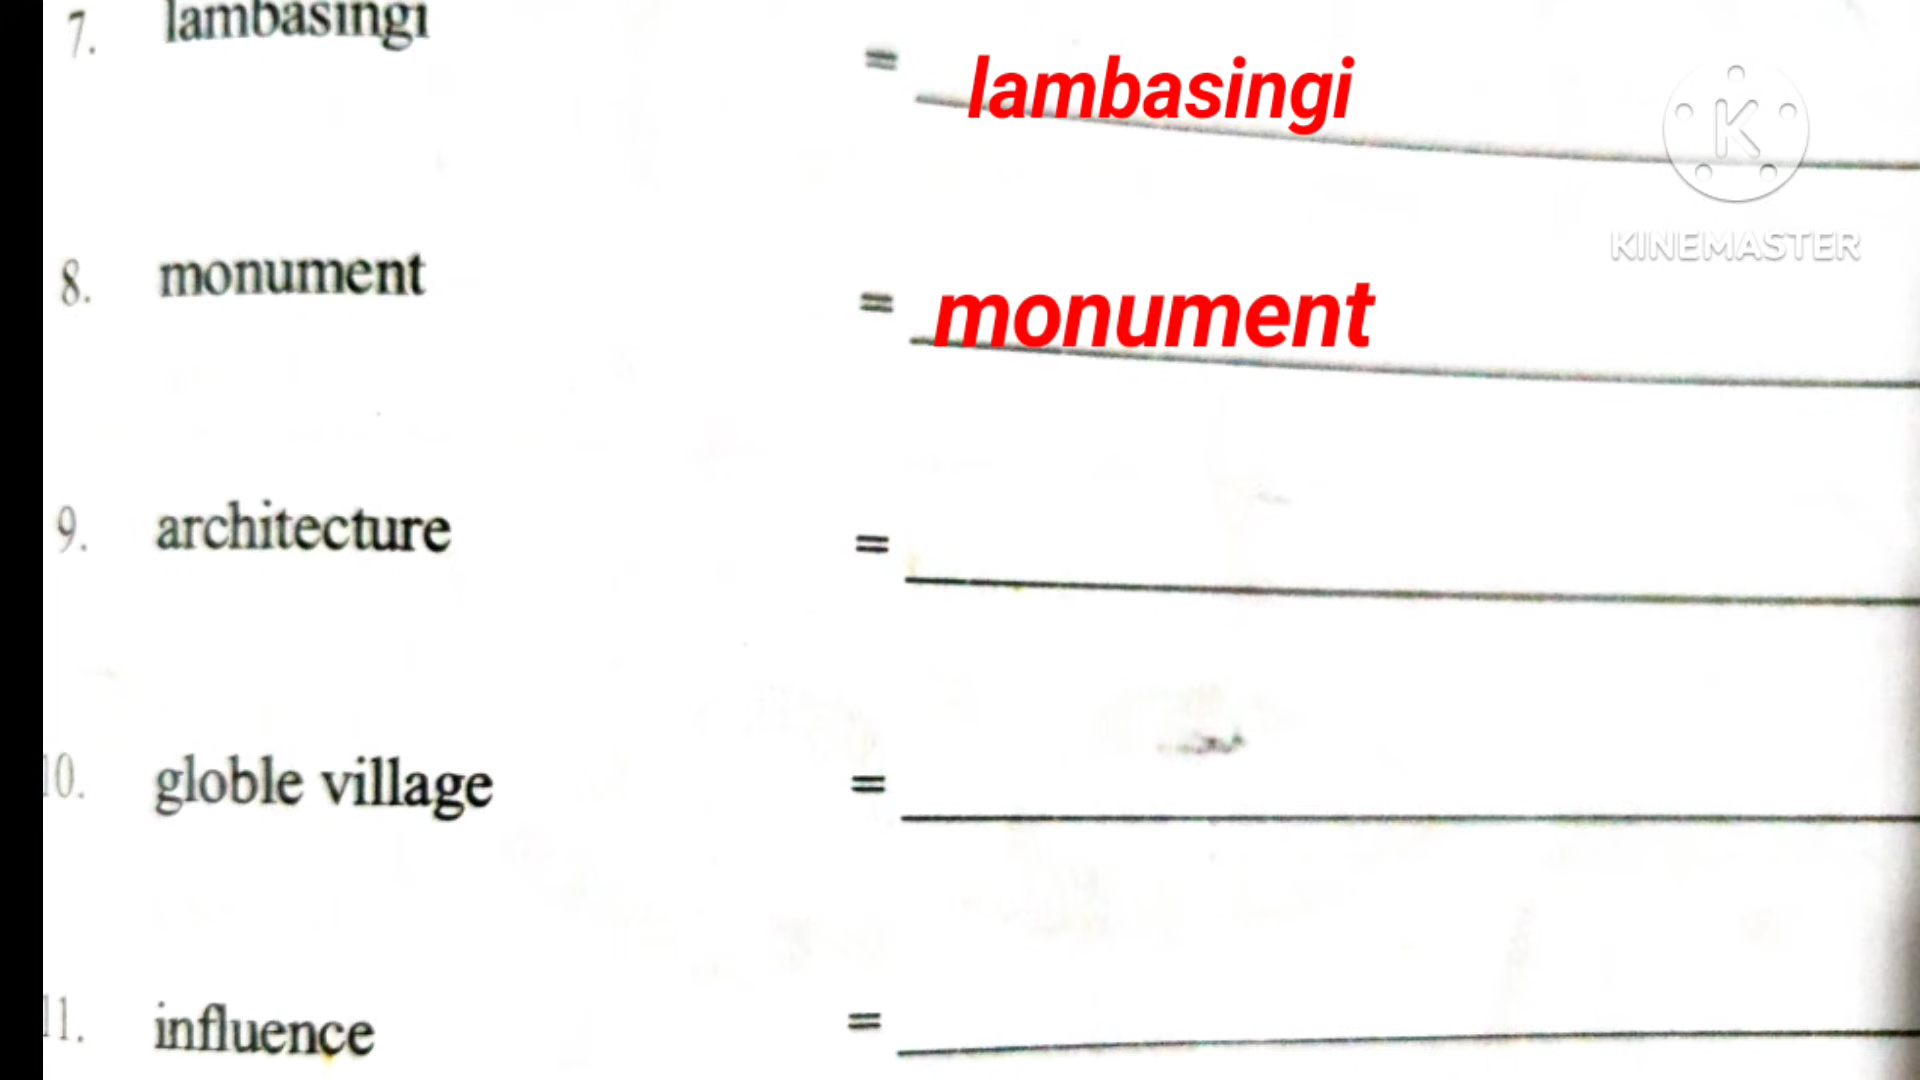 7. lambasingi = lambasingi
KINEMASTER
8. monument = monument
9. architecture =
10. globle village =
11. influence =